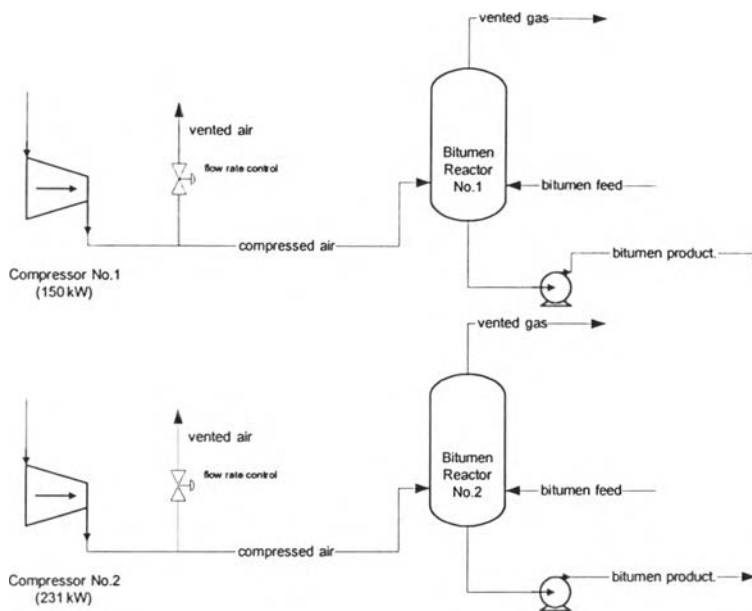 vented gas
vented air
flow rate control
Bitumen
Reactor
No.1
bitumen feed
compressed air
bitumen product.
Compressor No.1
(150 kW)
vented gas
vented air
flow rate control
Bitumen
Reactor
No.2
bitumen feed
compressed air
bitumen product.
Compressor No.2
(231 kW)